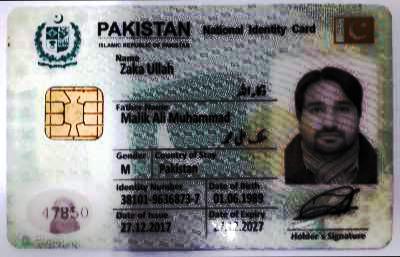 PAKISTAN National Identity Card
ISLAMIC REPUBLIC OF PAKISTAN
Name
Zaka Ullah
Father Name
Malik Ali Muhammad
Gender Country of Stay
M Pakistan
Identity Number Date of Birth
38101-9636873-7 01.06.1989
Date of Issue Date of Expiry
27.12.2017 27.12.2027
47850
Holder's Signature